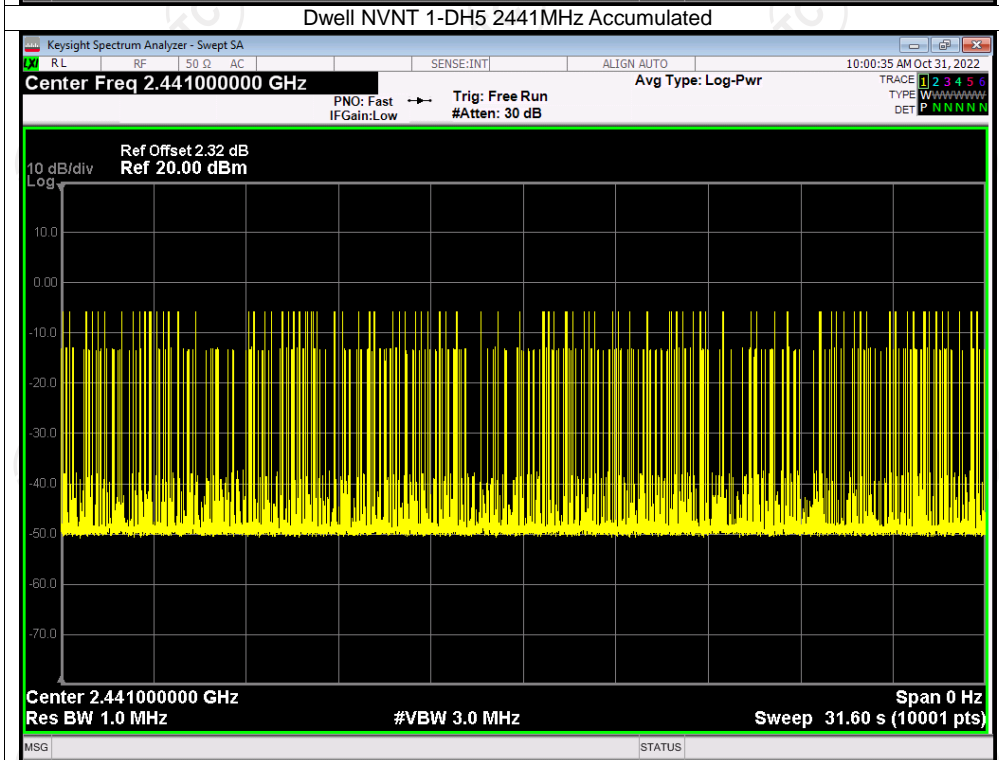 Dwell NVNT 1-DH5 2441MHz Accumulated
Keysight Spectrum Analyzer - Swept SA
LXI RL RF 50 Ω AC SENSE:INT ALIGN AUTO 10:00:35 AM Oct 31, 2022
Center Freq 2.441000000 GHz
PNO: Fast
IFGain:Low
Trig: Free Run
#Atten: 30 dB
Avg Type: Log-Pwr
TRACE 1 2 3 4 5 6
TYPE WWWWWWW
DET P N N N N N
Ref Offset 2.32 dB
10 dB/div Ref 20.00 dBm
Log
10.0
0.00
-10.0
-20.0
-30.0
-40.0
-50.0
-60.0
-70.0
Center 2.441000000 GHz Span 0 Hz
Res BW 1.0 MHz #VBW 3.0 MHz Sweep 31.60 s (10001 pts)
MSG STATUS